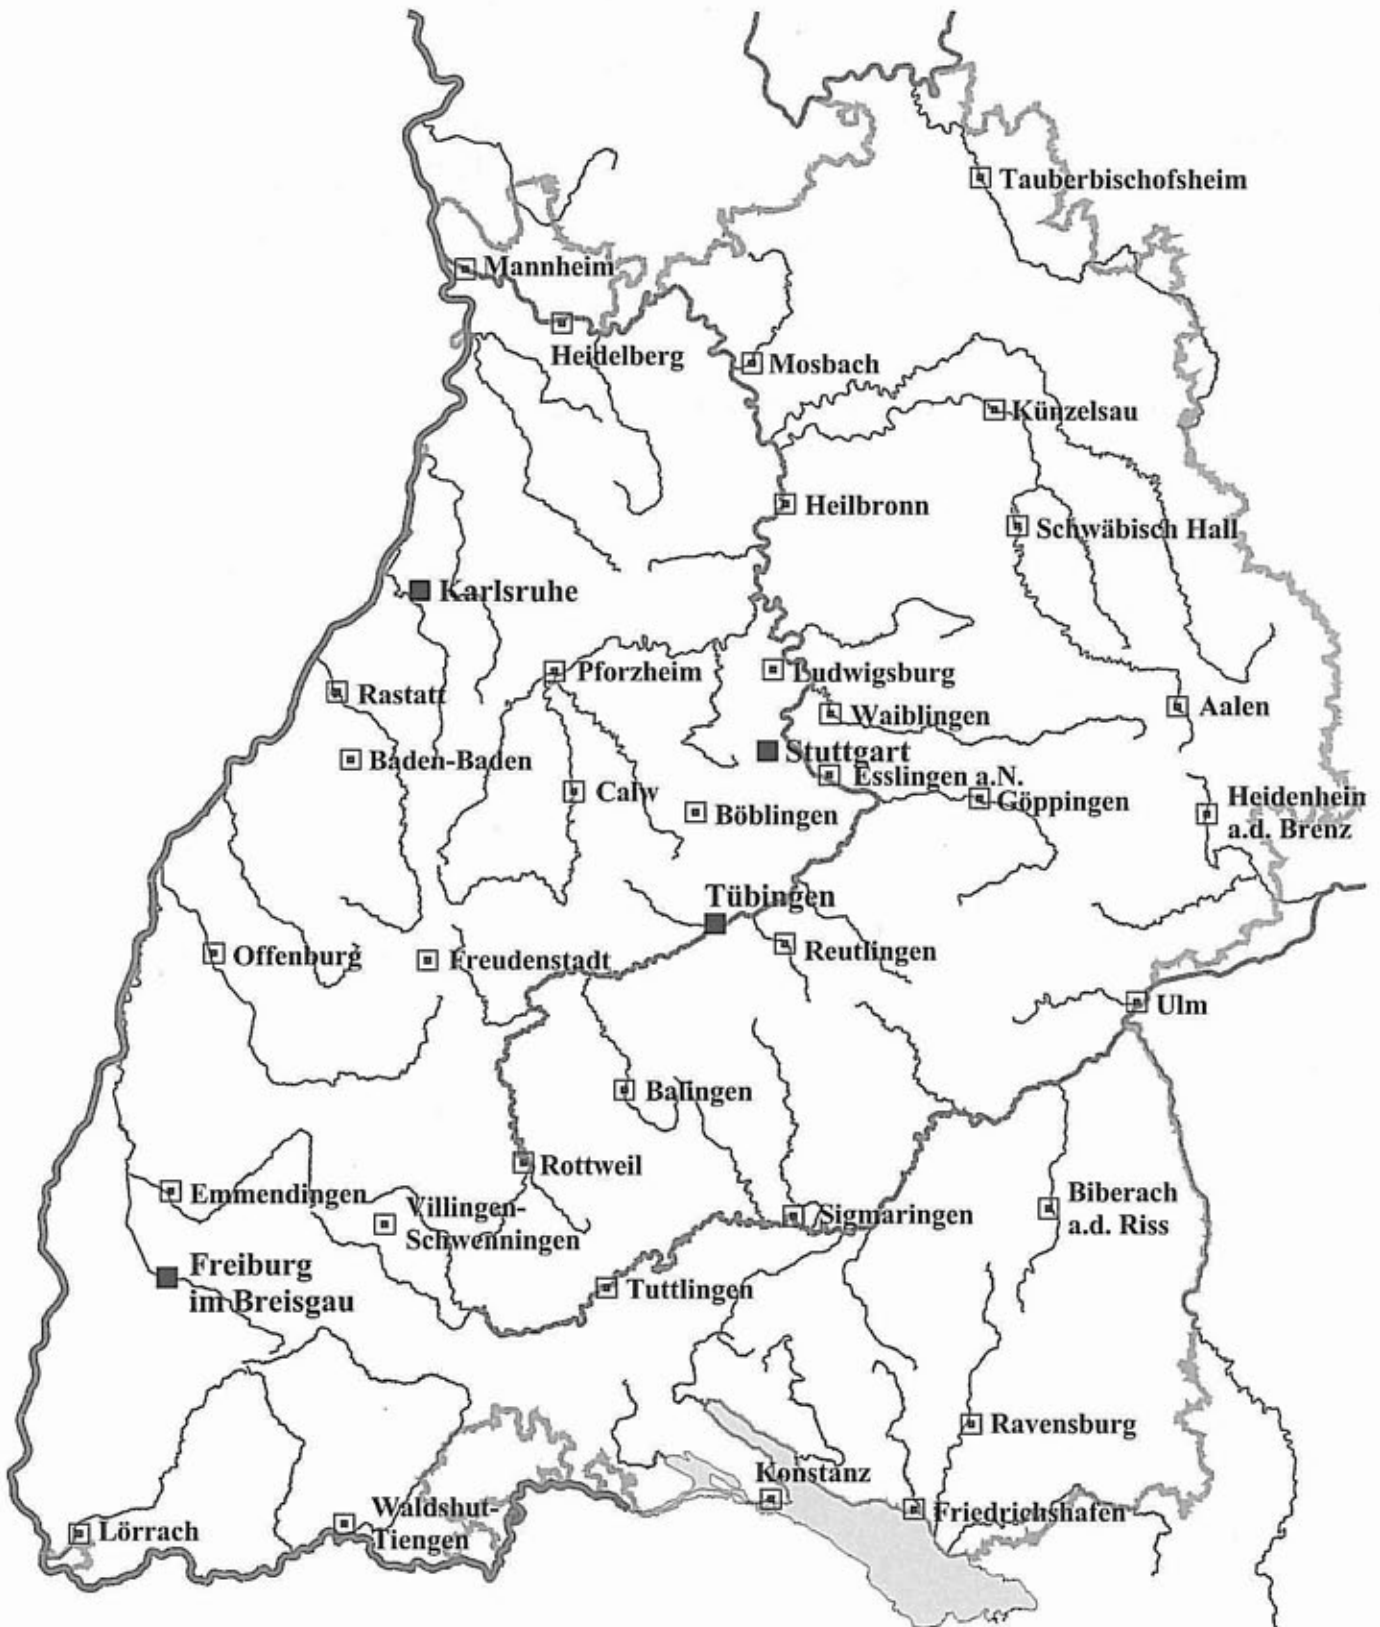 Tauberbischofsheim
Mannheim
Heidelberg
Mosbach
Künzelsau
Heilbronn
Schwäbisch Hall
Karlsruhe
Pforzheim
Ludwigsburg
Rastatt
Waiblingen
Aalen
Stuttgart
Baden-Baden
Esslingen a.N.
Calw
Göppingen
Heidenhein
a.d. Brenz
Böblingen
Tübingen
Offenburg
Freudenstadt
Reutlingen
Ulm
Balingen
Rottweil
Emmendingen
Villingen-
Schwenningen
Sigmaringen
Biberach
a.d. Riss
Freiburg
im Breisgau
Tuttlingen
Ravensburg
Konstanz
Waldshut-
Tiengen
Friedrichshafen
Lörrach